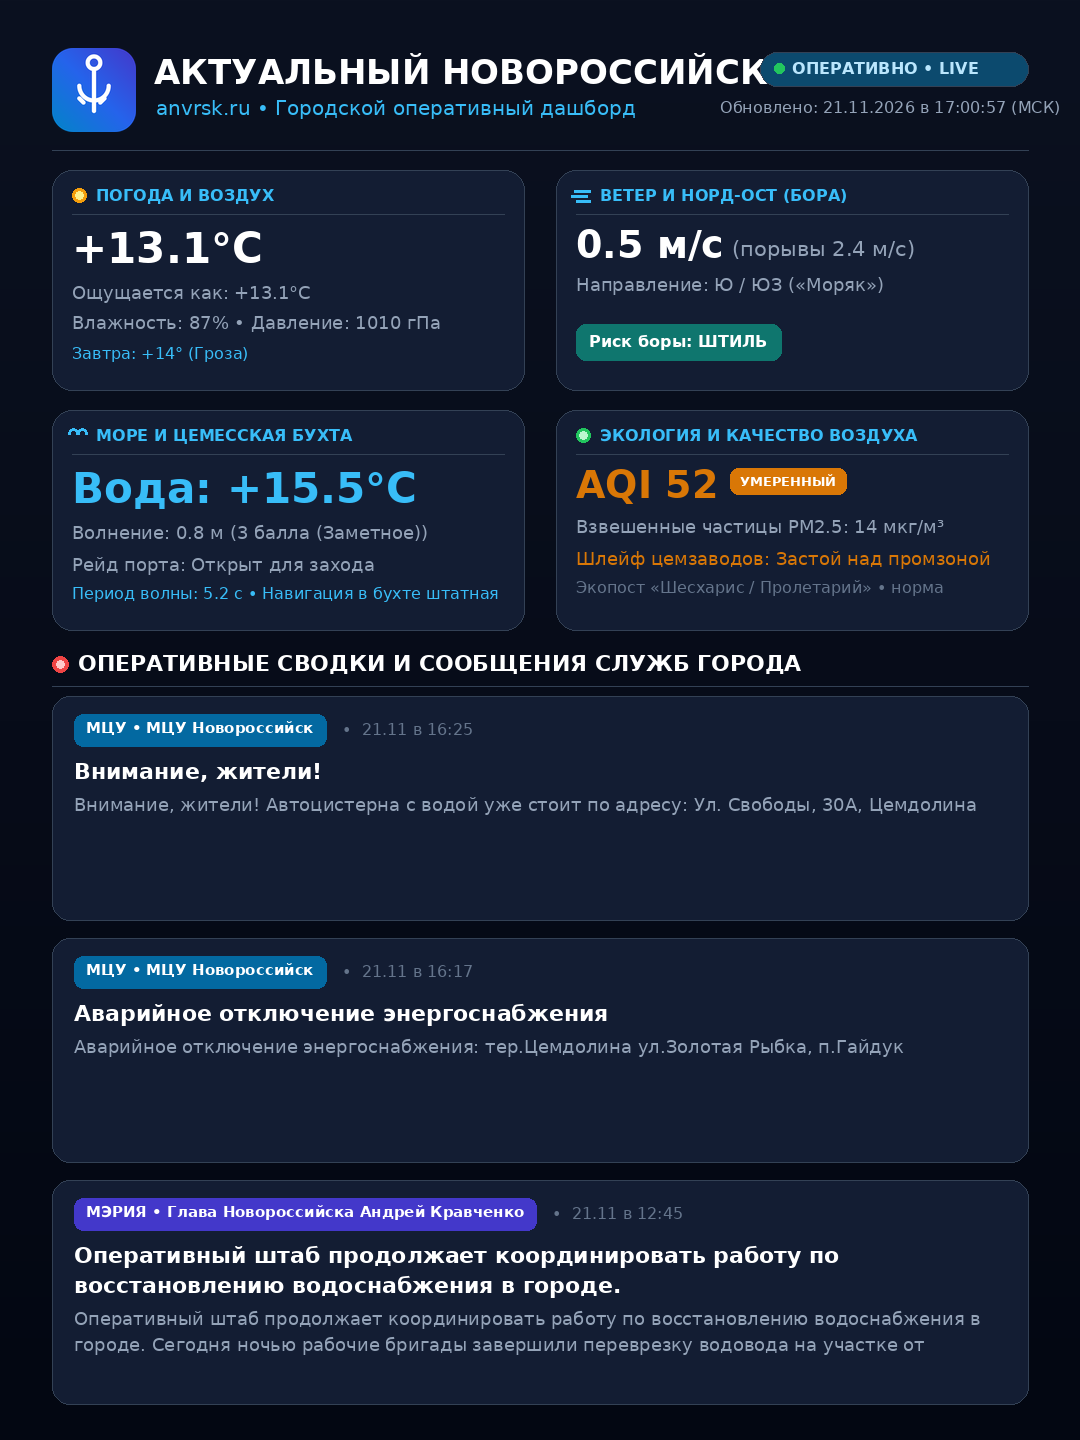 АКТУАЛЬНЫЙ НОВОРОССИЙСК
ОПЕРАТИВНО • LIVE
anvrsk.ru • Городской оперативный дашборд
Обновлено: 21.11.2026 в 17:00:57 (МСК)
ПОГОДА И ВОЗДУХ
+13.1°C
Ощущается как: +13.1°C
Влажность: 87% • Давление: 1010 гПа
Завтра: +14° (Гроза)
ВЕТЕР И НОРД-ОСТ (БОРА)
0.5 м/с (порывы 2.4 м/с)
Направление: Ю / ЮЗ («Моряк»)
Риск боры: ШТИЛЬ
МОРЕ И ЦЕМЕССКАЯ БУХТА
Вода: +15.5°C
Волнение: 0.8 м (3 балла (Заметное))
Рейд порта: Открыт для захода
Период волны: 5.2 с • Навигация в бухте штатная
ЭКОЛОГИЯ И КАЧЕСТВО ВОЗДУХА
AQI 52 УМЕРЕННЫЙ
Взвешенные частицы PM2.5: 14 мкг/м³
Шлейф цемзаводов: Застой над промзоной
Экопост «Шесхарис / Пролетарий» • норма
ОПЕРАТИВНЫЕ СВОДКИ И СООБЩЕНИЯ СЛУЖБ ГОРОДА
МЦУ • МЦУ Новороссийск • 21.11 в 16:25
Внимание, жители!
Внимание, жители! Автоцистерна с водой уже стоит по адресу: Ул. Свободы, 30А, Цемдолина
МЦУ • МЦУ Новороссийск • 21.11 в 16:17
Аварийное отключение энергоснабжения
Аварийное отключение энергоснабжения: тер.Цемдолина ул.Золотая Рыбка, п.Гайдук
МЭРИЯ • Глава Новороссийска Андрей Кравченко • 21.11 в 12:45
Оперативный штаб продолжает координировать работу по
восстановлению водоснабжения в городе.
Оперативный штаб продолжает координировать работу по восстановлению водоснабжения в
городе. Сегодня ночью рабочие бригады завершили переврезку водовода на участке от